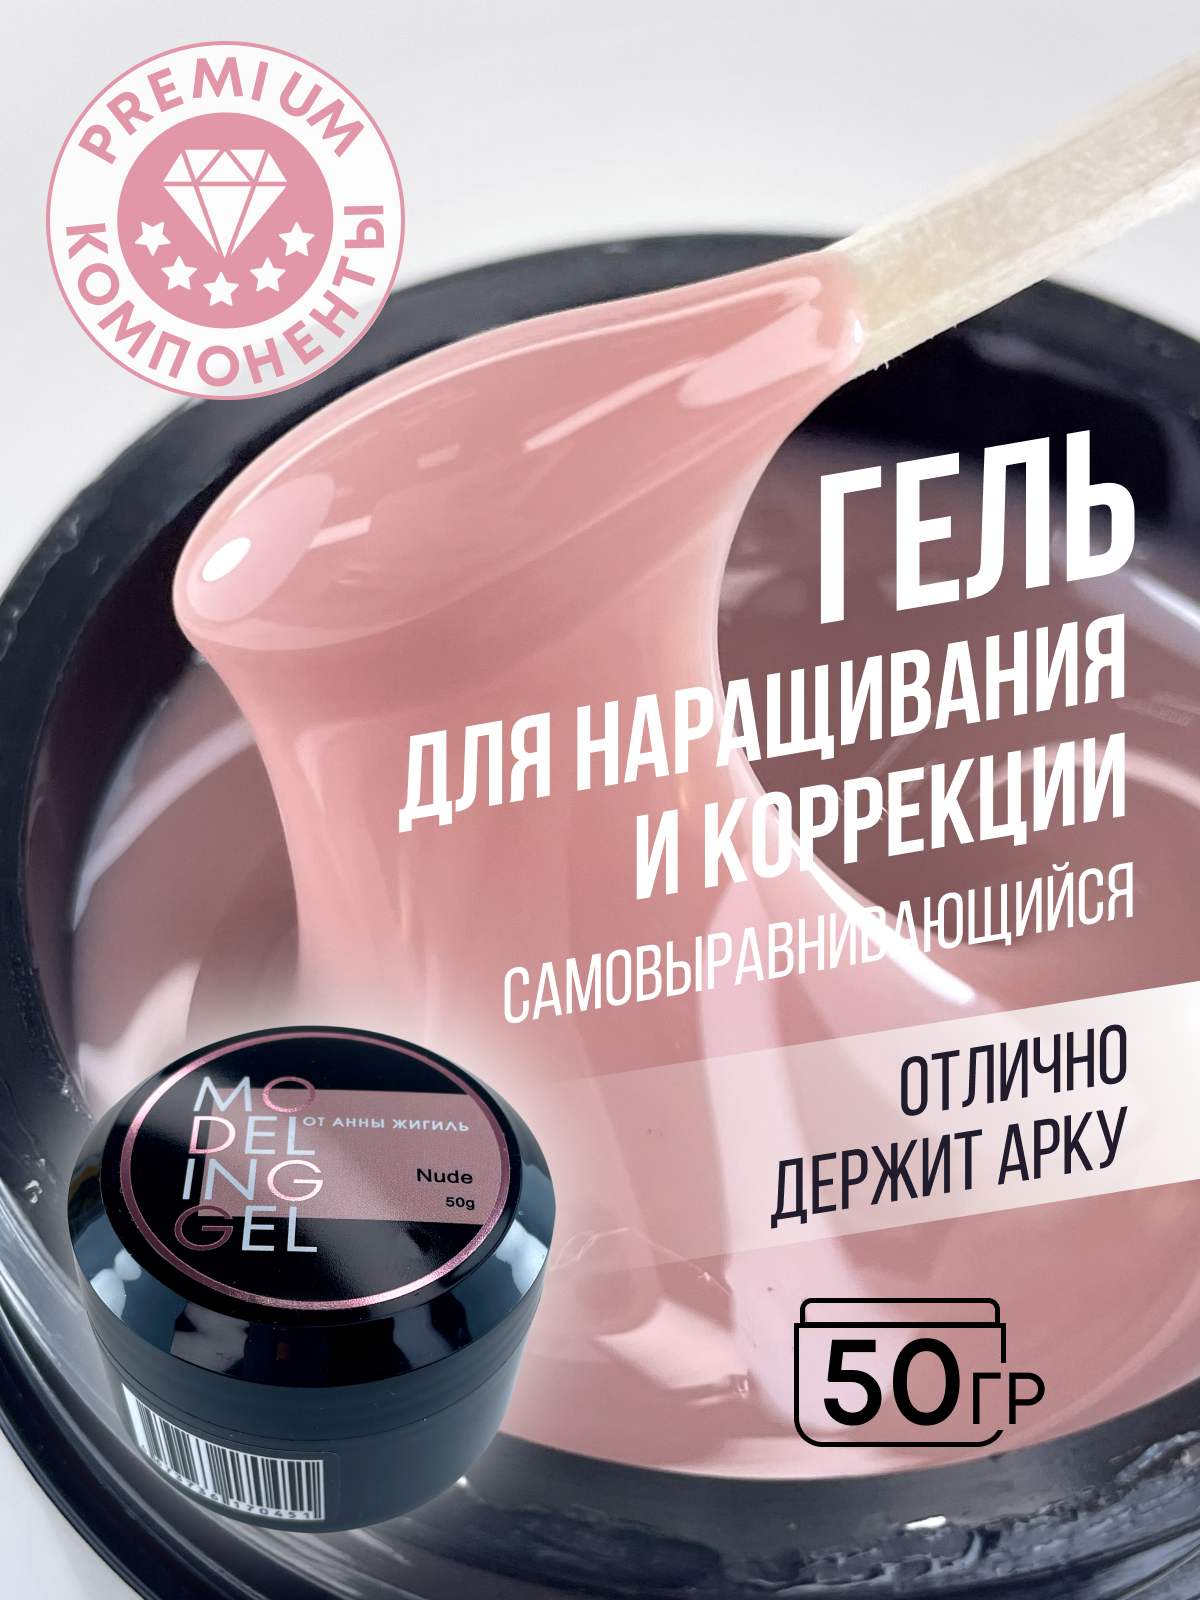 PREMIUM
КОМПОНЕНТЫ
ГЕЛЬ
ДЛЯ НАРАЩИВАНИЯ
И КОРРЕКЦИИ
САМОВЫРАВНИВАЮЩИЙСЯ
ОТЛИЧНО
ДЕРЖИТ АРКУ
MO
DEL
ING
GEL
ОТ АННЫ ЖИГИЛЬ
Nude
50g
170451
50ГР